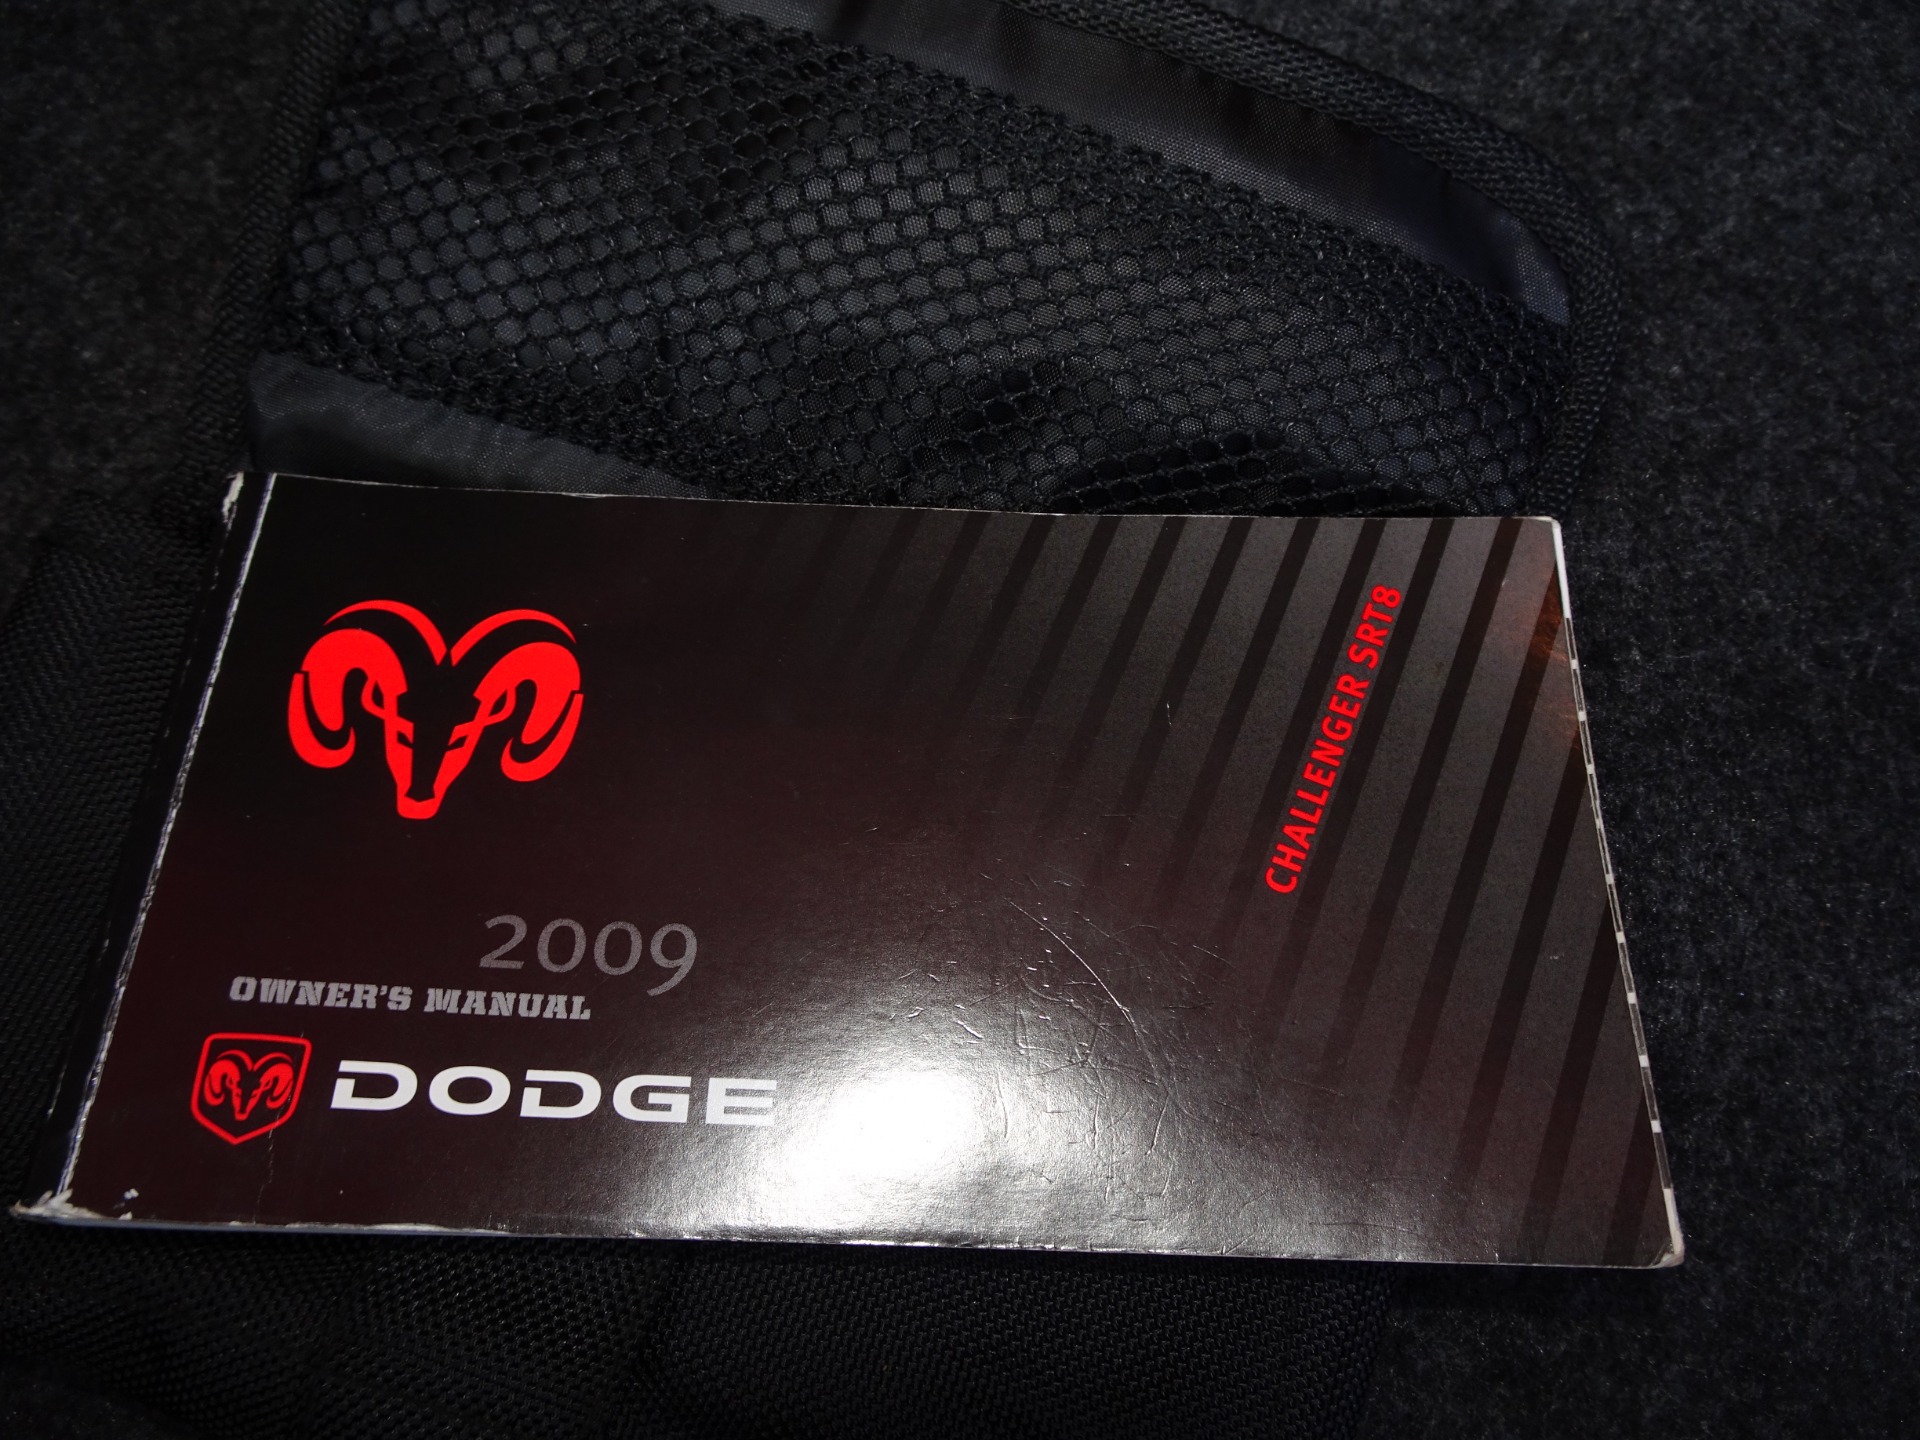 CHALLENGER SRT8
2009
OWNER'S MANUAL
DODGE